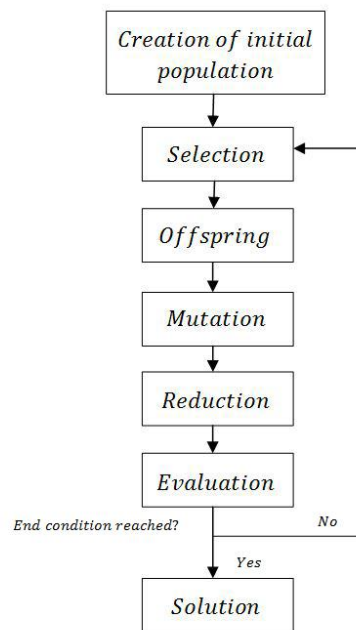 Creation of initial
population
Selection
Offspring
Mutation
Reduction
Evaluation
End condition reached?
No
Yes
Solution